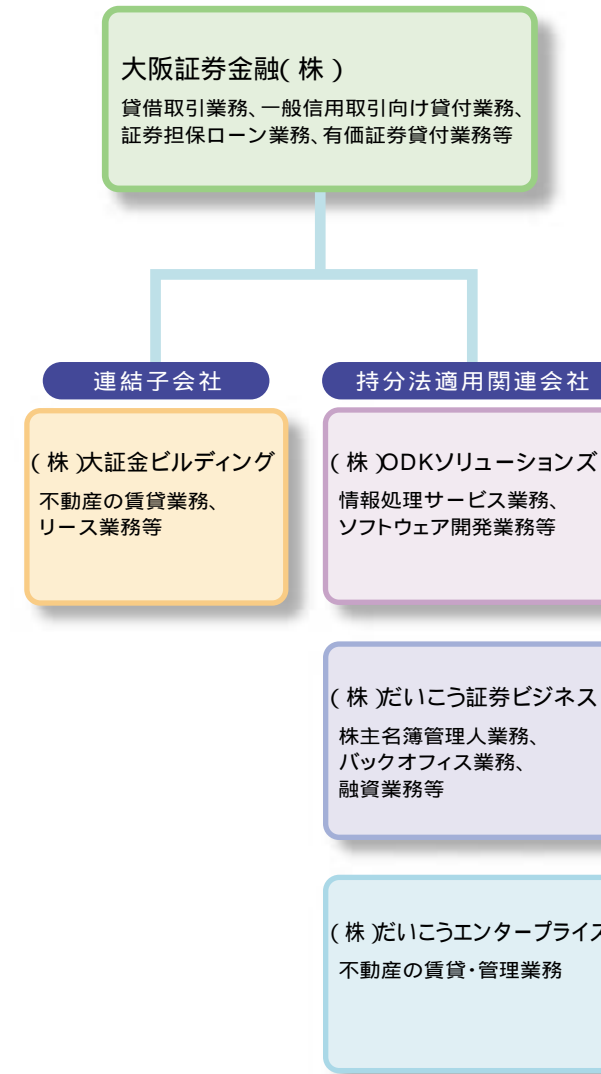 大阪証券金融(株)
貸借取引業務、一般信用取引向け貸付業務、
証券担保ローン業務、有価証券貸付業務等
連結子会社
持分法適用関連会社
(株)大証金ビルディング
不動産の賃貸業務、
リース業務等
(株)ODKソリューションズ
情報処理サービス業務、
ソフトウェア開発業務等
(株)だいこう証券ビジネス
株主名簿管理人業務、
バックオフィス業務、
融資業務等
(株)だいこうエンタープライズ
不動産の賃貸・管理業務